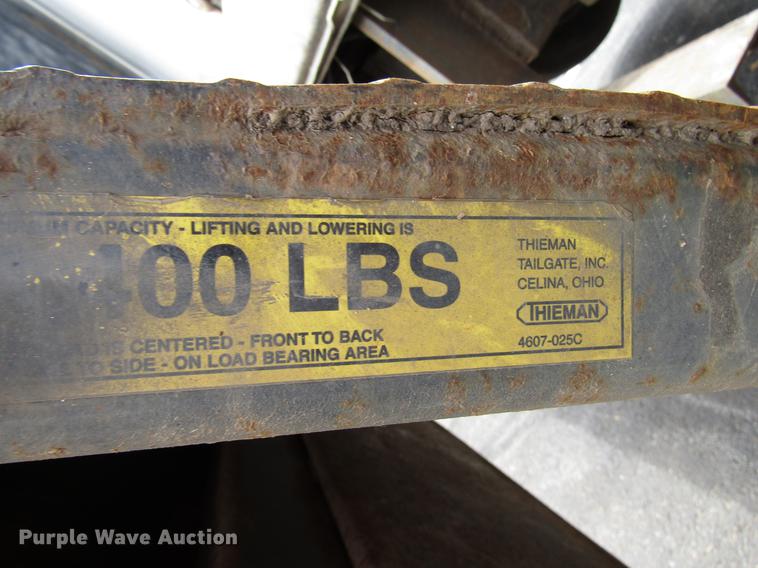 CAPACITY - LIFTING AND LOWERING IS
400 LBS
CENTERED - FRONT TO BACK
TO SIDE - ON LOAD BEARING AREA
THIEMAN
TAILGATE, INC.
CELINA, OHIO
THIEMAN
4607-025C
Purple Wave Auction